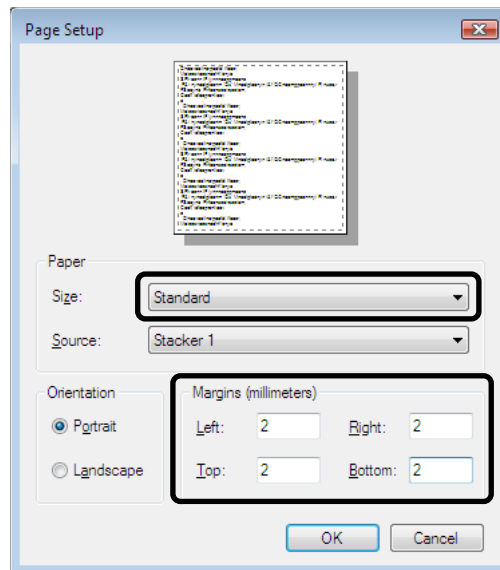 Page Setup
Paper
Size: Standard
Source: Stacker 1
Orientation
Portrait
Landscape
Margins (millimeters)
Left: 2 Right: 2
Top: 2 Bottom: 2
OK Cancel